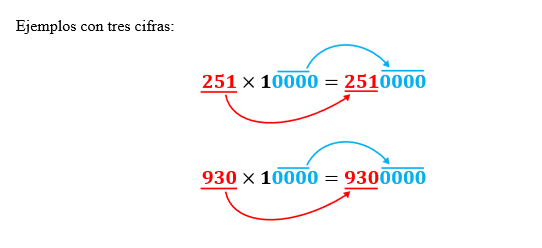 Ejemplos con tres cifras:
251 × 10000 = 2510000
930 × 10000 = 9300000